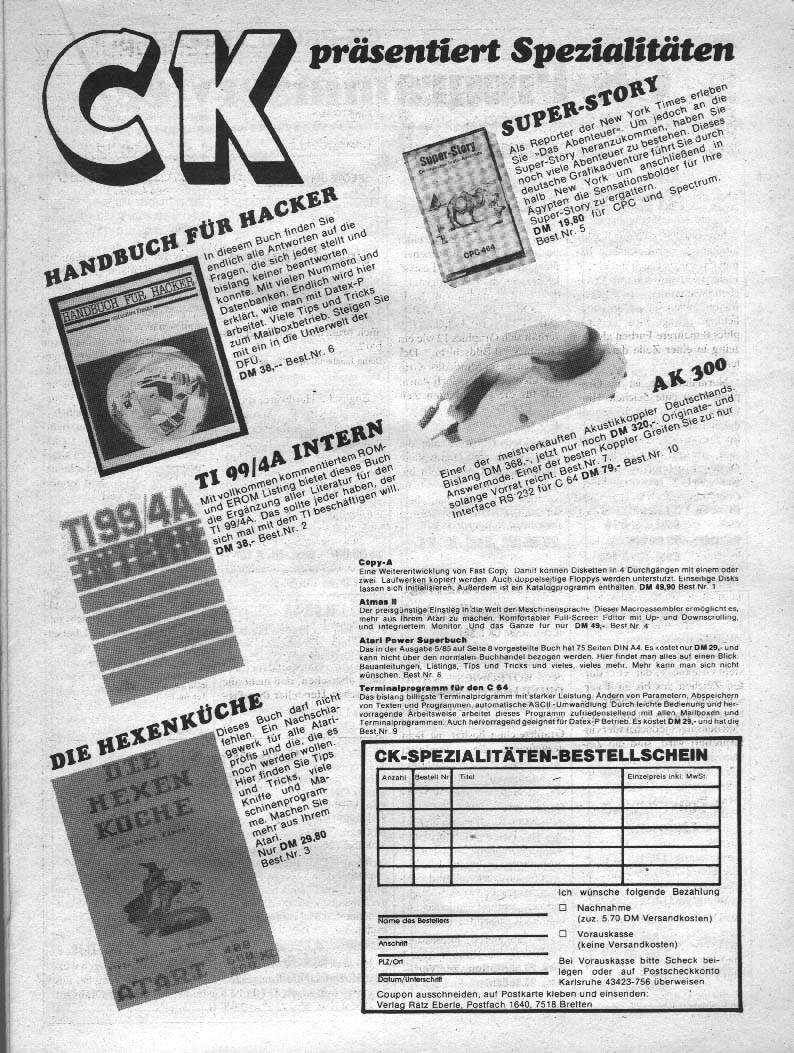 CK präsentiert Spezialitäten
SUPER-STORY
Als Reporter der New York Times erleben
Sie »Das Abenteuer«. Um jedoch an die
Super-Story heranzukommen, haben Sie
noch viele Abenteuer zu bestehen. Dieses
deutsche Grafikadventure führt Sie durch
halb New York um anschließend in
Ägypten die Sensationsbolder für Ihre
Super-Story zu ergattern.
DM 19,80 für CPC und Spectrum.
Best.Nr. 5
Super-Story
CPC 464
HANDBUCH FÜR HACKER
In diesem Buch finden Sie
endlich alle Antworten auf die
Fragen, die sich jeder stellt und
bislang keiner beantworten
konnte. Mit vielen Nummern und
Datenbanken. Endlich wird hier
erklärt, wie man mit Datex-P
arbeitet. Viele Tips und Tricks
zum Mailboxbetrieb. Steigen Sie
mit ein in die Unterwelt der
DFÜ.
DM 38,-- Best.Nr. 6
HANDBUCH FÜR HACKER
AK 300
Einer der meistverkauften Akustikkoppler Deutschlands.
Bislang DM 368,-, jetzt nur noch DM 320,-. Originate- und
Answermode. Einer der besten Koppler. Greifen Sie zu: nur
solange Vorrat reicht. Best.Nr. 7.
Interface RS 232 für C 64 DM 79,- Best.Nr. 10
TI 99/4A INTERN
Mit vollkommen kommentiertem ROM-
und EROM Listing bietet dieses Buch
die Ergänzung aller Literatur für den
TI 99/4A. Das sollte jeder haben, der
sich mal mit dem TI beschäftigen will.
DM 38,- Best.Nr. 2
TI 99/4A
INTERN
Copy-A
Eine Weiterentwicklung von Fast Copy. Damit können Disketten in 4 Durchgängen mit einem oder
zwei Laufwerken kopiert werden. Auch doppelseitige Floppys werden unterstützt. Einseitige Disks
lassen sich initialisieren. Außerdem ist ein Katalogprogramm enthalten. DM 49,90 Best.Nr. 1
Atmas II
Der preisgünstige Einstieg in die Welt der Maschinensprache. Dieser Macroassembler ermöglicht es,
mehr aus Ihrem Atari zu machen. Komfortabler Full-Screen Editor mit Up- und Downscrolling,
und integriertem Monitor. Und das Ganze für nur DM 49,- Best.Nr. 4
Atari Power Superbuch
Das in der Ausgabe 5/85 auf Seite 8 vorgestellte Buch hat 75 Seiten DIN A4. Es kostet nur DM 29,- und
kann nicht über den normalen Buchhandel bezogen werden. Hier findet man alles auf einen Blick:
Bauanleitungen, Listings, Tips und Tricks und vieles, vieles mehr. Mehr kann man sich nicht
wünschen. Best.Nr. 8
Terminalprogramm für den C 64
Das bislang billigste Terminalprogramm mit starker Leistung. Ändern von Parametern, Abspeichern
von Texten und Programmen, automatische ASCII-Umwandlung. Durch leichte Bedienung und her-
vorragende Arbeitsweise arbeitet dieses Programm zufriedenstellend mit allen Mailboxen und
Terminalprogrammen. Auch hervorragend geeignet für Datex-P Betrieb. Es kostet DM 29,- und hat die
Best.Nr. 9
DIE HEXENKÜCHE
Dieses Buch darf nicht
fehlen. Ein Nachschla-
gewerk für alle Atari-
profis und die, die es
noch werden wollen.
Hier finden Sie Tips
und Tricks, viele
Kniffe und Ma-
schinenprogram-
me. Machen Sie
mehr aus Ihrem
Atari.
Nur DM 29,80
Best.Nr. 3
DIE
HEXEN
KÜCHE
ATARI 400
CK-SPEZIALITÄTEN-BESTELLSCHEIN
Anzahl Bestell Nr Titel Einzelpreis inkl. MwSt.
Ich wünsche folgende Bezahlung
□ Nachnahme
(zuz. 5.70 DM Versandkosten)
□ Vorauskasse
(keine Versandkosten)
Bei Vorauskasse bitte Scheck bei-
legen oder auf Postscheckkonto
Karlsruhe 43423-756 überweisen
Name des Bestellers
Anschrift
PLZ/Ort
Datum/Unterschrift
Coupon ausschneiden, auf Postkarte kleben und einsenden:
Verlag Rätz Eberle, Postfach 1640, 7518 Bretten